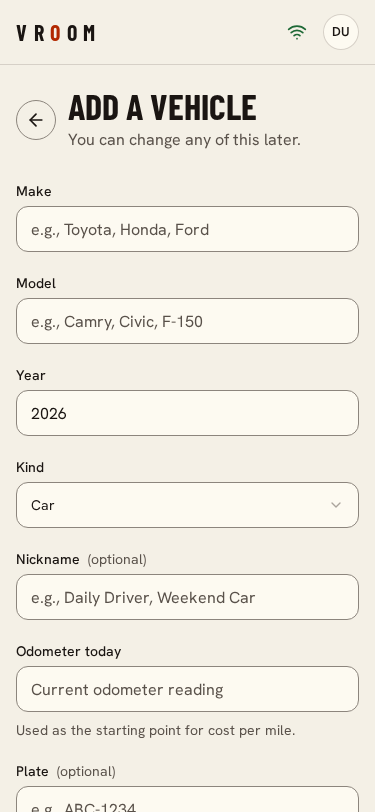 VROOM
DU
ADD A VEHICLE
You can change any of this later.
Make
e.g., Toyota, Honda, Ford
Model
e.g., Camry, Civic, F-150
Year
2026
Kind
Car
Nickname (optional)
e.g., Daily Driver, Weekend Car
Odometer today
Current odometer reading
Used as the starting point for cost per mile.
Plate (optional)
e.g., ABC-1234